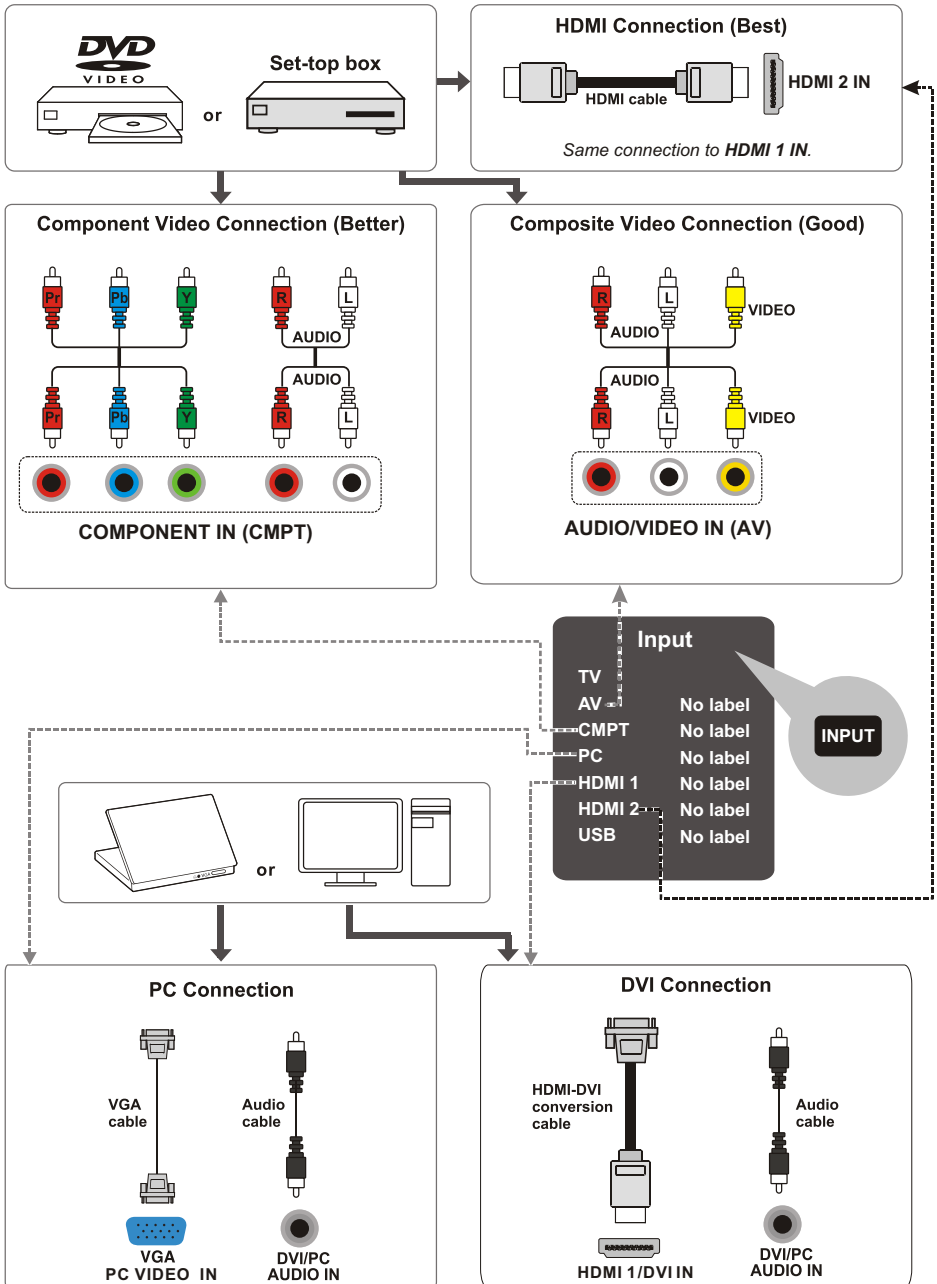 DVD
VIDEO
or
Set-top box
HDMI Connection (Best)
HDMI cable
HDMI 2 IN
Same connection to HDMI 1 IN.
Component Video Connection (Better)
Pr Pb Y R L
AUDIO
AUDIO
Pr Pb Y R L
COMPONENT IN (CMPT)
Composite Video Connection (Good)
R L VIDEO
AUDIO
AUDIO
R L VIDEO
AUDIO/VIDEO IN (AV)
Input
TV
AV No label
CMPT No label
PC No label
HDMI 1 No label
HDMI 2 No label
USB No label
INPUT
or
PC Connection
VGA
cable
Audio
cable
VGA
PC VIDEO IN
DVI/PC
AUDIO IN
DVI Connection
HDMI-DVI
conversion
cable
Audio
cable
HDMI 1/DVI IN
DVI/PC
AUDIO IN